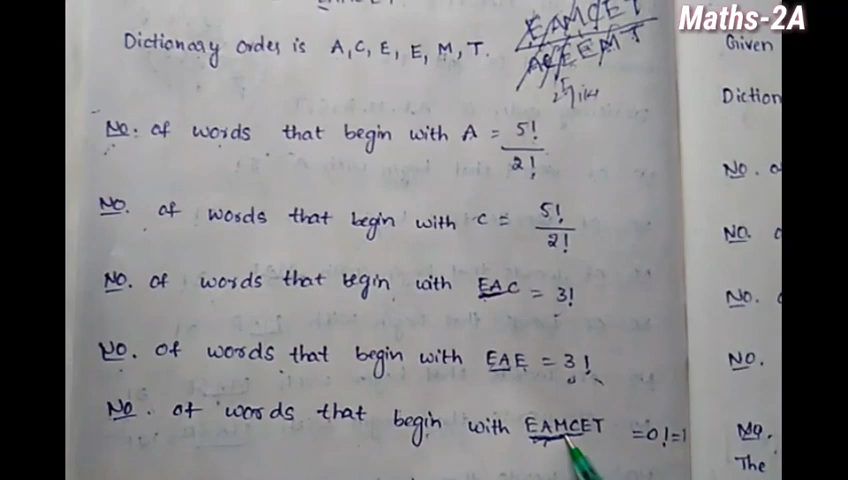 Maths-2A
EAMCET
Dictionary order is A, C, E, E, M, T.
ACEEMT
No. of words that begin with A = 5!/2!
No. of words that begin with C = 5!/2!
No. of words that begin with EAC = 3!
No. of words that begin with EAE = 3!
No. of words that begin with EAMCET = 0! = 1
Given
Diction
No. o
No. o
No. o
No.
No.
The